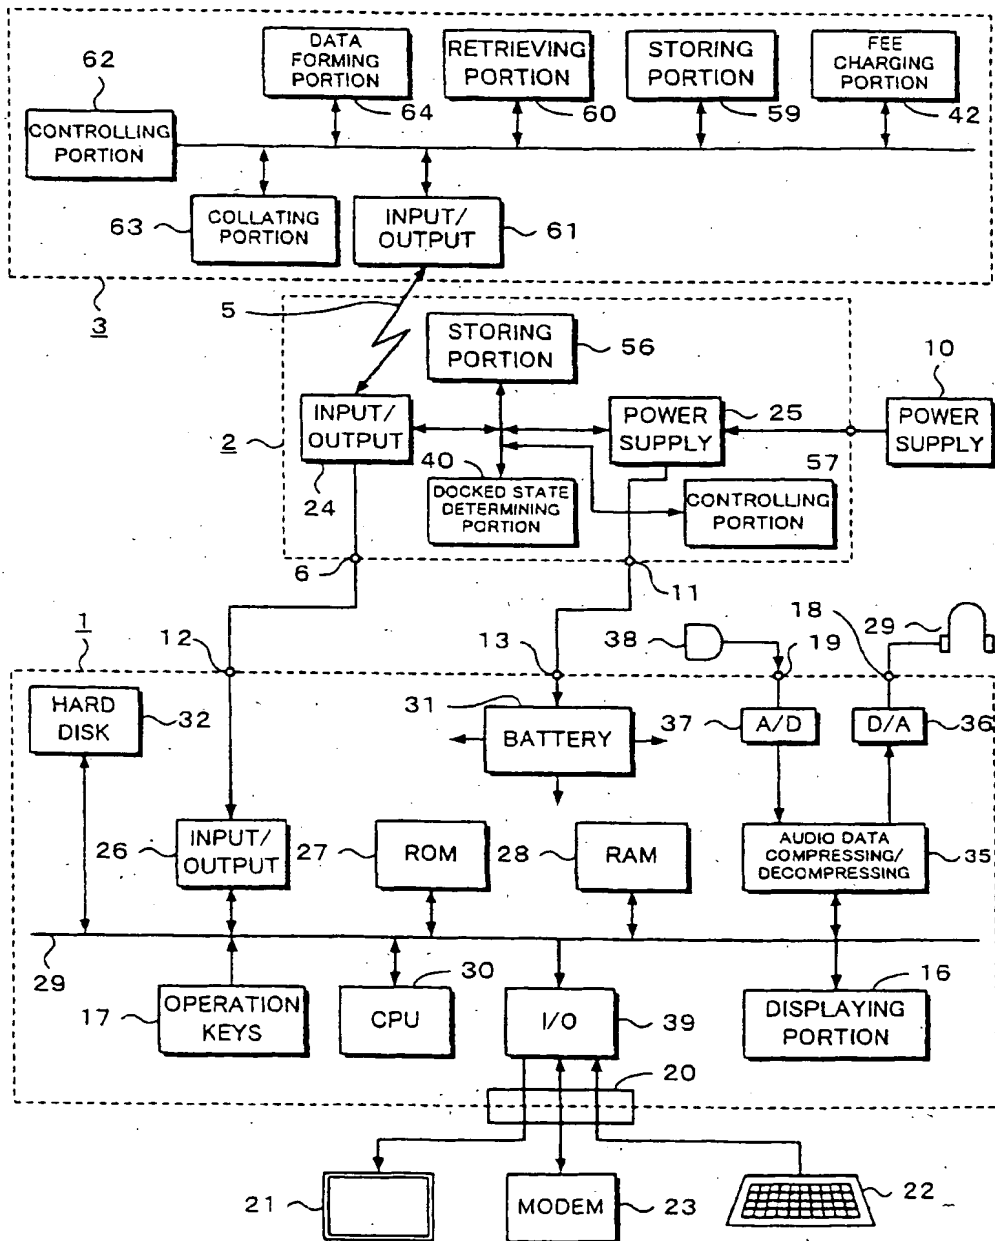 62
DATA
FORMING
PORTION
64
RETRIEVING
PORTION
60
STORING
PORTION
59
FEE
CHARGING
PORTION
42
CONTROLLING
PORTION
63
COLLATING
PORTION
INPUT/
OUTPUT
61
3
5
STORING
PORTION
56
10
2
INPUT/
OUTPUT
24
POWER
SUPPLY
25
POWER
SUPPLY
40
DOCKED STATE
DETERMINING
PORTION
57
CONTROLLING
PORTION
6
11
1
12
13
38
19
18
29
HARD
DISK
32
31
BATTERY
37
A/D
D/A
36
26
INPUT/
OUTPUT
27
ROM
28
RAM
AUDIO DATA
COMPRESSING/
DECOMPRESSING
35
29
17
OPERATION
KEYS
30
CPU
I/O
39
16
DISPLAYING
PORTION
20
21
MODEM
23
22